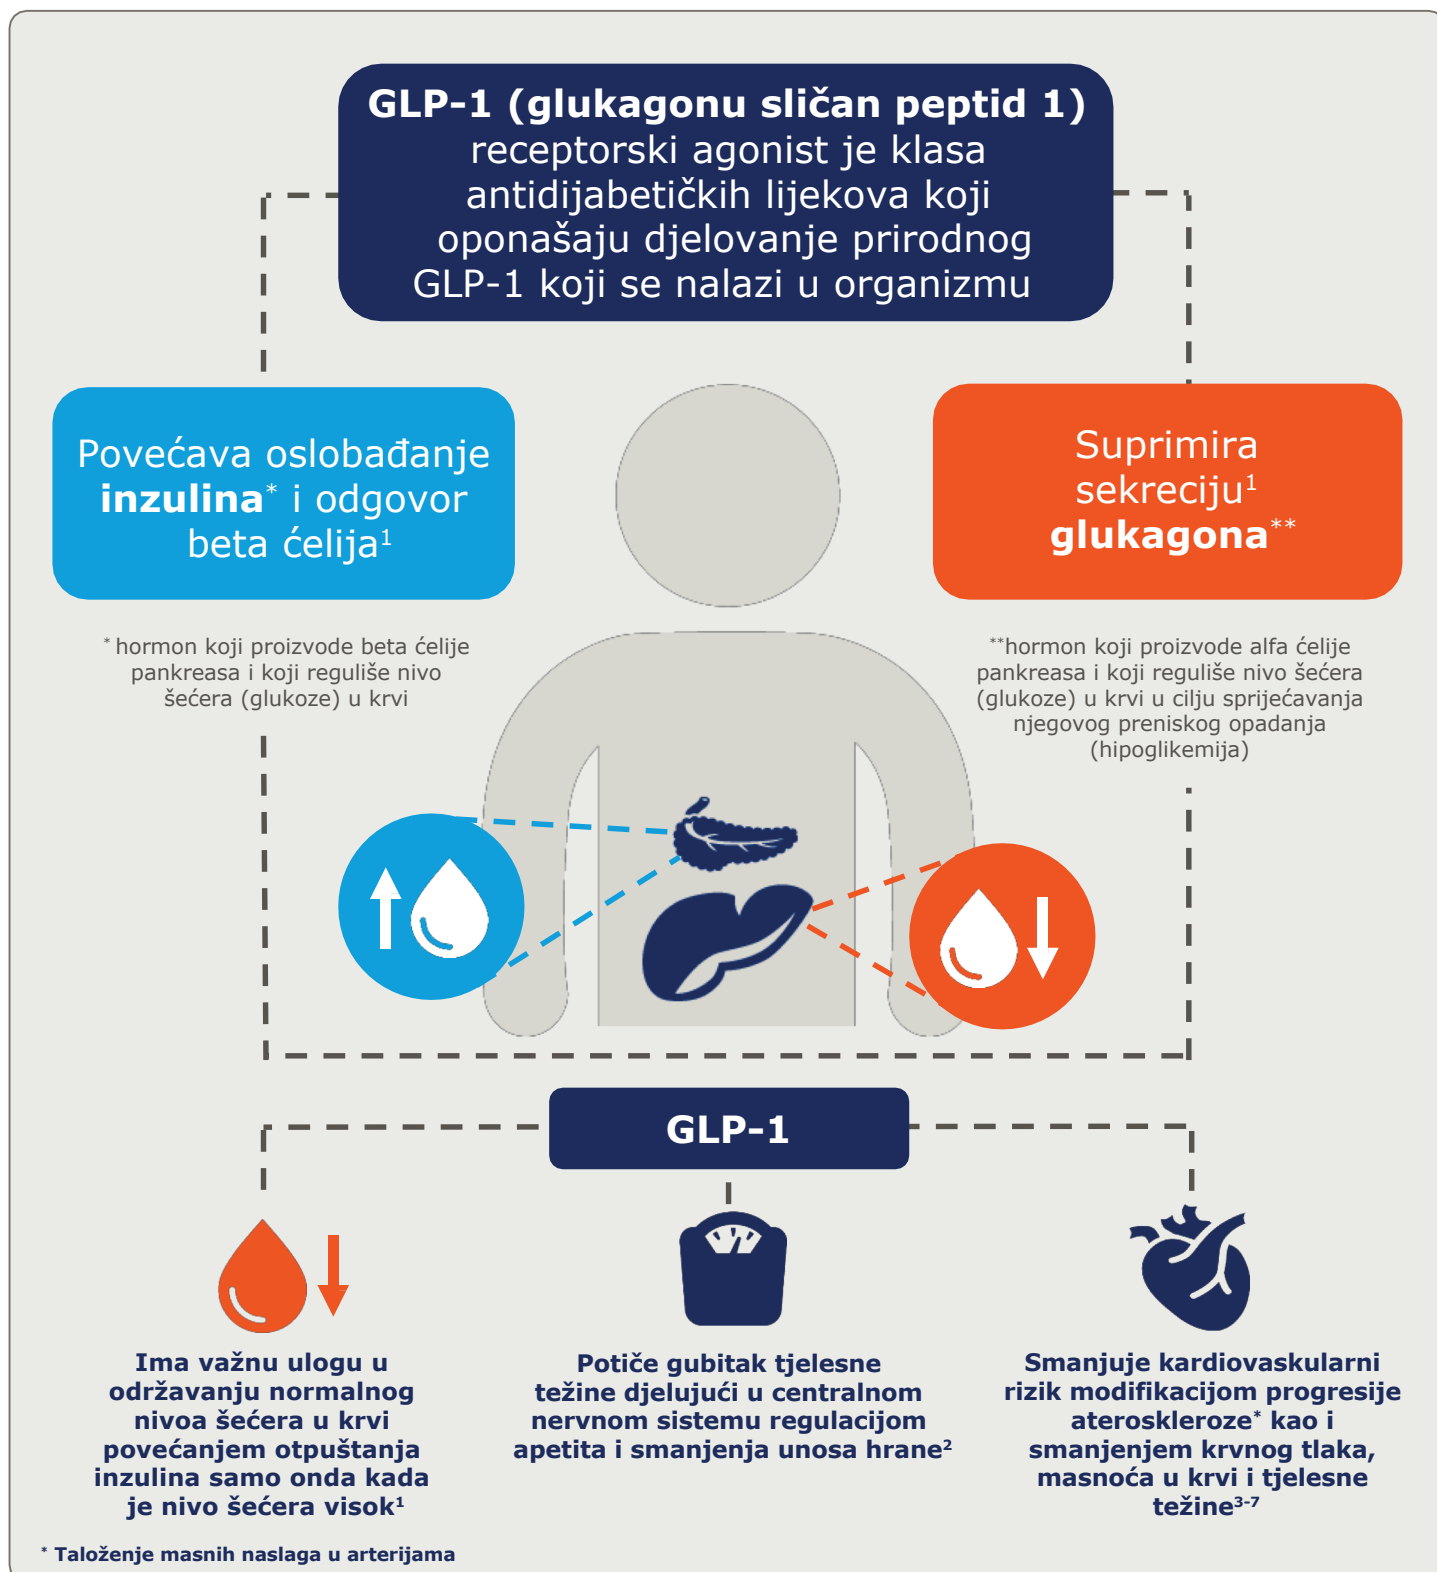 GLP-1 (glukagonu sličan peptid 1)
receptorski agonist je klasa
antidijabetičkih lijekova koji
oponašaju djelovanje prirodnog
GLP-1 koji se nalazi u organizmu
Povećava oslobađanje
inzulina* i odgovor
beta ćelija¹
Suprimira
sekreciju¹
glukagona**
* hormon koji proizvode beta ćelije
pankreasa i koji reguliše nivo
šećera (glukoze) u krvi
**hormon koji proizvode alfa ćelije
pankreasa i koji reguliše nivo šećera
(glukoze) u krvi u cilju spriječavanja
njegovog preniskog opadanja
(hipoglikemija)
GLP-1
Ima važnu ulogu u
održavanju normalnog
nivoa šećera u krvi
povećanjem otpuštanja
inzulina samo onda kada
je nivo šećera visok¹
Potiče gubitak tjelesne
težine djelujući u centralnom
nervnom sistemu regulacijom
apetita i smanjenja unosa hrane²
Smanjuje kardiovaskularni
rizik modifikacijom progresije
ateroskleroze* kao i
smanjenjem krvnog tlaka,
masnoća u krvi i tjelesne
težine³⁻⁷
* Taloženje masnih naslaga u arterijama